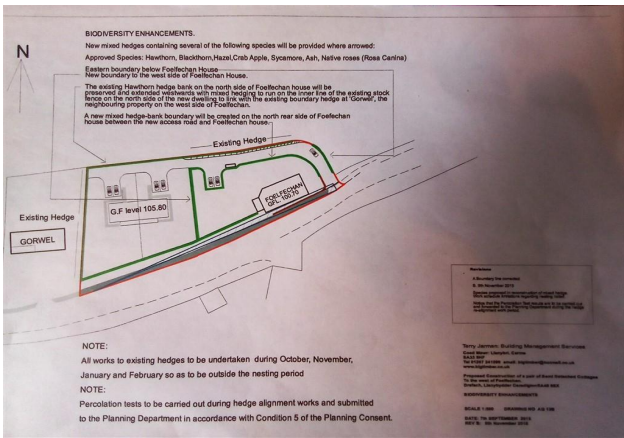 BIODIVERSITY ENHANCEMENTS.
New mixed hedges containing several of the following species will be provided where arrowed:
Approved Species: Hawthorn, Blackthorn,Hazel,Crab Apple, Sycamore, Ash, Native roses (Rosa Canina)
Eastern boundary below Foelfechan House
New boundary to the west side of Foelfechan House.
The existing Hawthorn hedge bank on the north side of Foelfechan house will be
preserved and extended westwards with mixed hedging to run on the inner line of the existing stock
fence on the north side of the new dwelling to link with the existing boundary hedge at 'Gorwel', the
neighbouring property on the west side of Foelfechan.
A new mixed hedge-bank boundary will be created on the north rear side of Foelfechan
house between the new access road and Foelfechan house.
N
Existing Hedge
G.F level 105.80
FOELFECHAN
GFL. 100.70
Existing Hedge
GORWEL
NOTE:
All works to existing hedges to be undertaken during October, November,
January and February so as to be outside the nesting period
NOTE:
Percolation tests to be carried out during hedge alignment works and submitted
to the Planning Department in accordance with Condition 5 of the Planning Consent.
Terry Jarman. Building Management Services
To the west of Foelfechan.
BIODIVERSITY ENHANCEMENTS